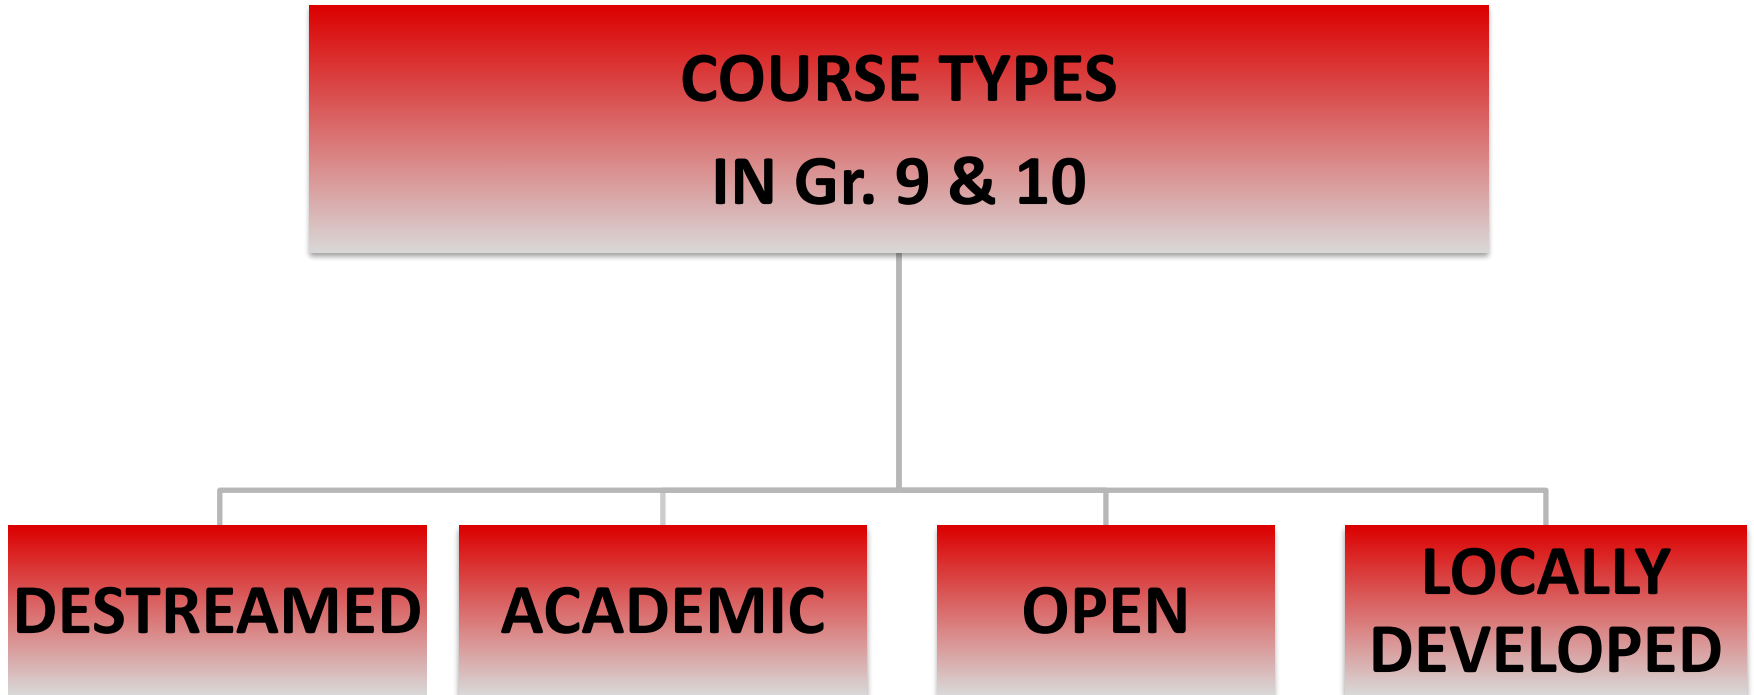 COURSE TYPES
IN Gr. 9 & 10
DESTREAMED
ACADEMIC
OPEN
LOCALLY
DEVELOPED